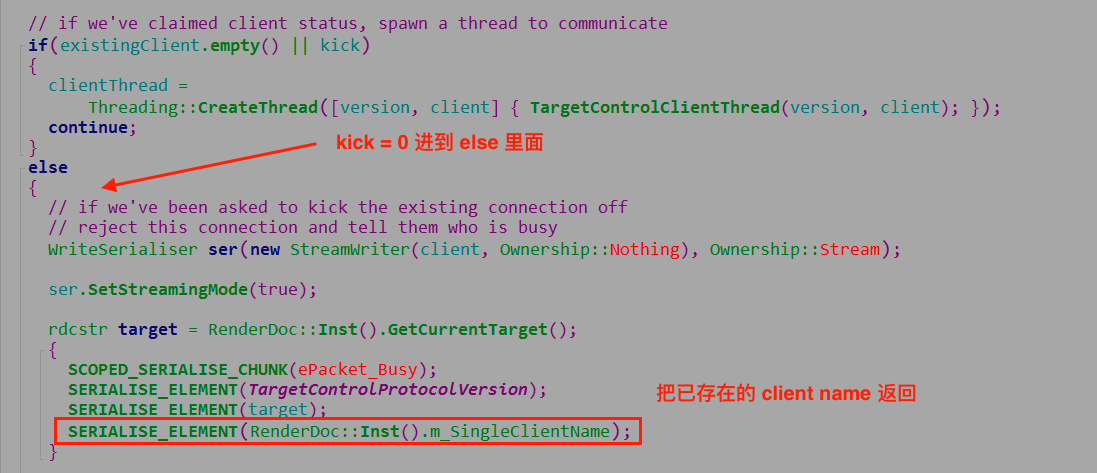 // if we've claimed client status, spawn a thread to communicate
if(existingClient.empty() || kick)
{
clientThread =
Threading::CreateThread([version, client] { TargetControlClientThread(version, client); });
continue;
}
kick = 0 进到 else 里面
else
{
// if we've been asked to kick the existing connection off
// reject this connection and tell them who is busy
WriteSerialiser ser(new StreamWriter(client, Ownership::Nothing), Ownership::Stream);
ser.SetStreamingMode(true);
rdcstr target = RenderDoc::Inst().GetCurrentTarget();
{
SCOPED_SERIALISE_CHUNK(ePacket_Busy);
SERIALISE_ELEMENT(TargetControlProtocolVersion);
把已存在的 client name 返回
SERIALISE_ELEMENT(target);
SERIALISE_ELEMENT(RenderDoc::Inst().m_SingleClientName);
}